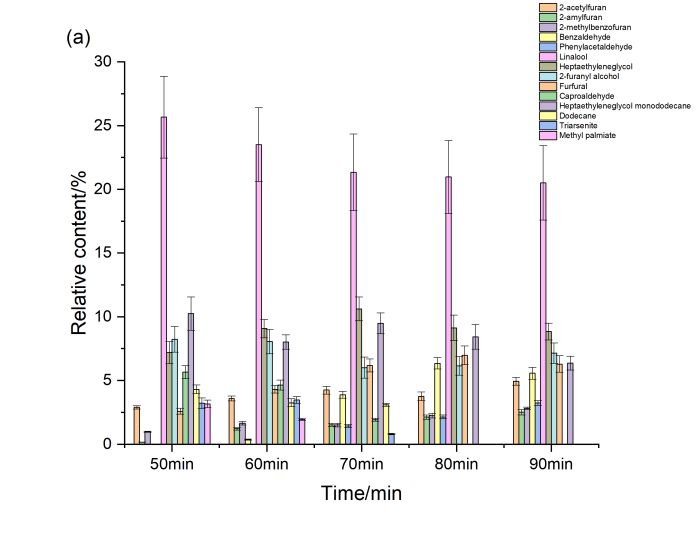 (a)
2-acetylfuran
2-amylfuran
2-methylbenzofuran
Benzaldehyde
Phenylacetaldehyde
Linalool
Heptaethyleneglycol
2-furanyl alcohol
Furfural
Caproaldehyde
Heptaethyleneglycol monododecane
Dodecane
Triarsenite
Methyl palmiate
Relative content/%
30
25
20
15
10
5
0
50min 60min 70min 80min 90min
Time/min